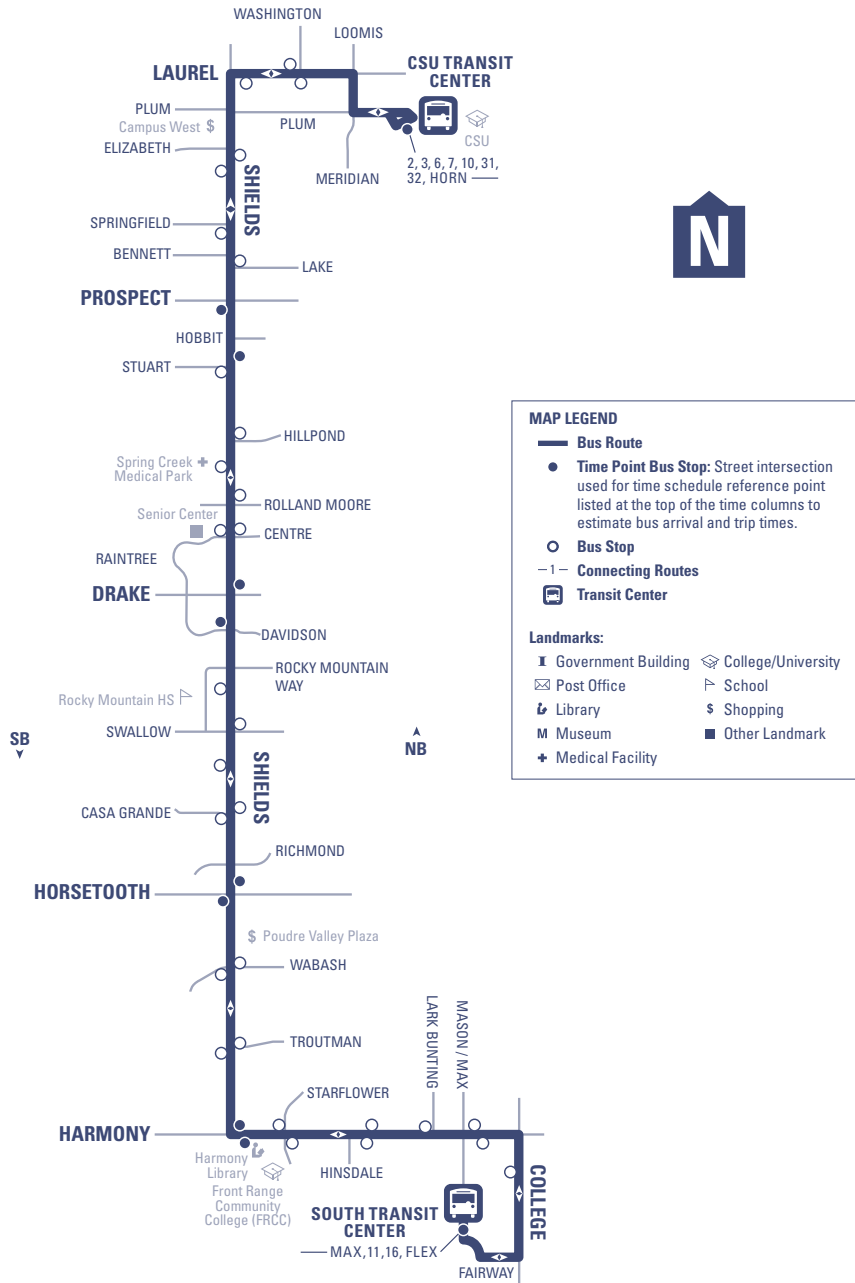 WASHINGTON
LOOMIS
LAUREL
CSU TRANSIT
CENTER
PLUM
Campus West $
PLUM
CSU
ELIZABETH
MERIDIAN
2, 3, 6, 7, 10, 31,
32, HORN
SHIELDS
SPRINGFIELD
BENNETT
LAKE
PROSPECT
N
HOBBIT
STUART
HILLPOND
Spring Creek
Medical Park
ROLLAND MOORE
Senior Center
CENTRE
RAINTREE
DRAKE
DAVIDSON
ROCKY MOUNTAIN
WAY
Rocky Mountain HS
SWALLOW
SB
NB
SHIELDS
CASA GRANDE
RICHMOND
HORSETOOTH
$ Poudre Valley Plaza
WABASH
LARK BUNTING
MASON / MAX
TROUTMAN
STARFLOWER
HARMONY
Harmony
Library
HINSDALE
Front Range
Community
College (FRCC)
COLLEGE
SOUTH TRANSIT
CENTER
MAX,11,16, FLEX
FAIRWAY
MAP LEGEND
Bus Route
Time Point Bus Stop: Street intersection
used for time schedule reference point
listed at the top of the time columns to
estimate bus arrival and trip times.
Bus Stop
–1– Connecting Routes
Transit Center
Landmarks:
Government Building
College/University
Post Office
School
Library
$ Shopping
M Museum
Other Landmark
Medical Facility